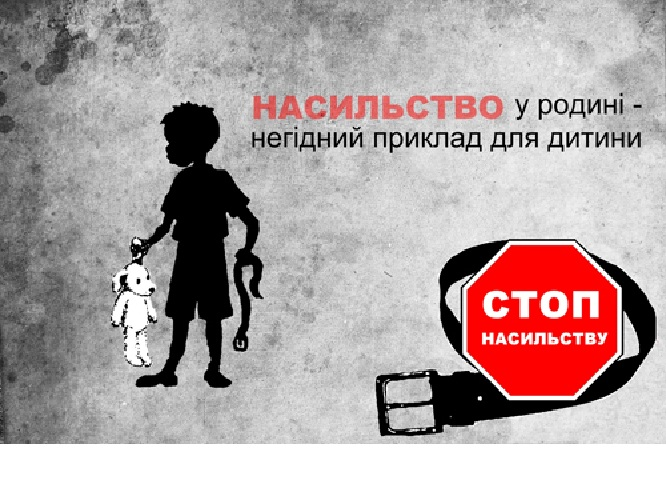 НАСИЛЬСТВО у родині -
негідний приклад для дитини
СТОП
НАСИЛЬСТВУ